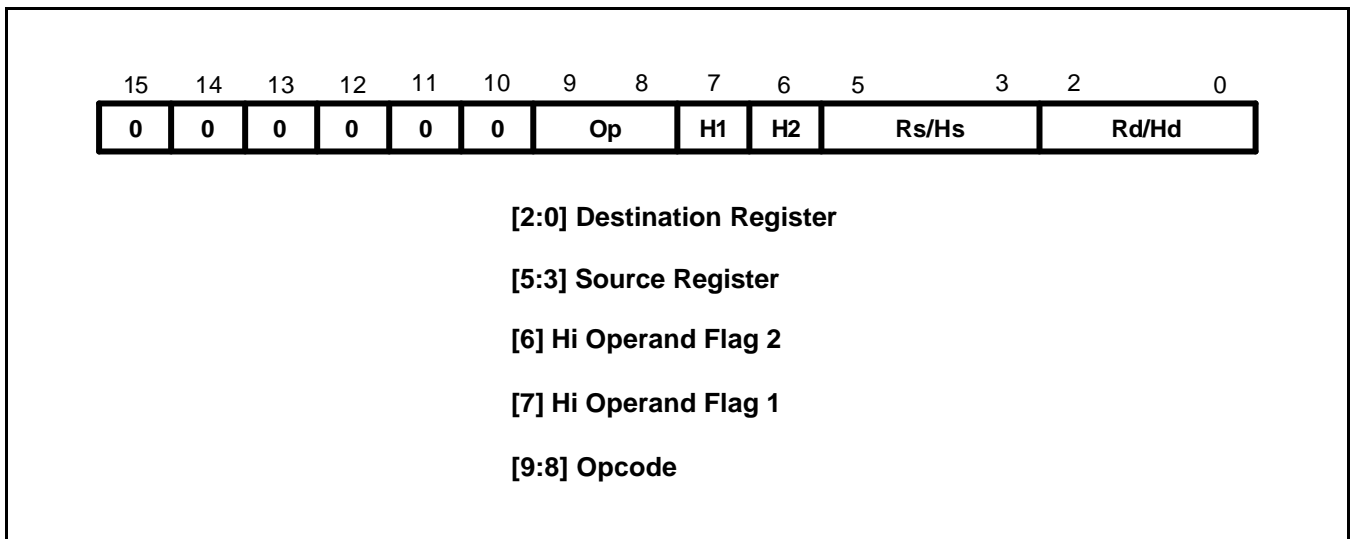 15 14 13 12 11 10 9 8 7 6 5 3 2 0
0 0 0 0 0 0 Op H1 H2 Rs/Hs Rd/Hd
[2:0] Destination Register
[5:3] Source Register
[6] Hi Operand Flag 2
[7] Hi Operand Flag 1
[9:8] Opcode